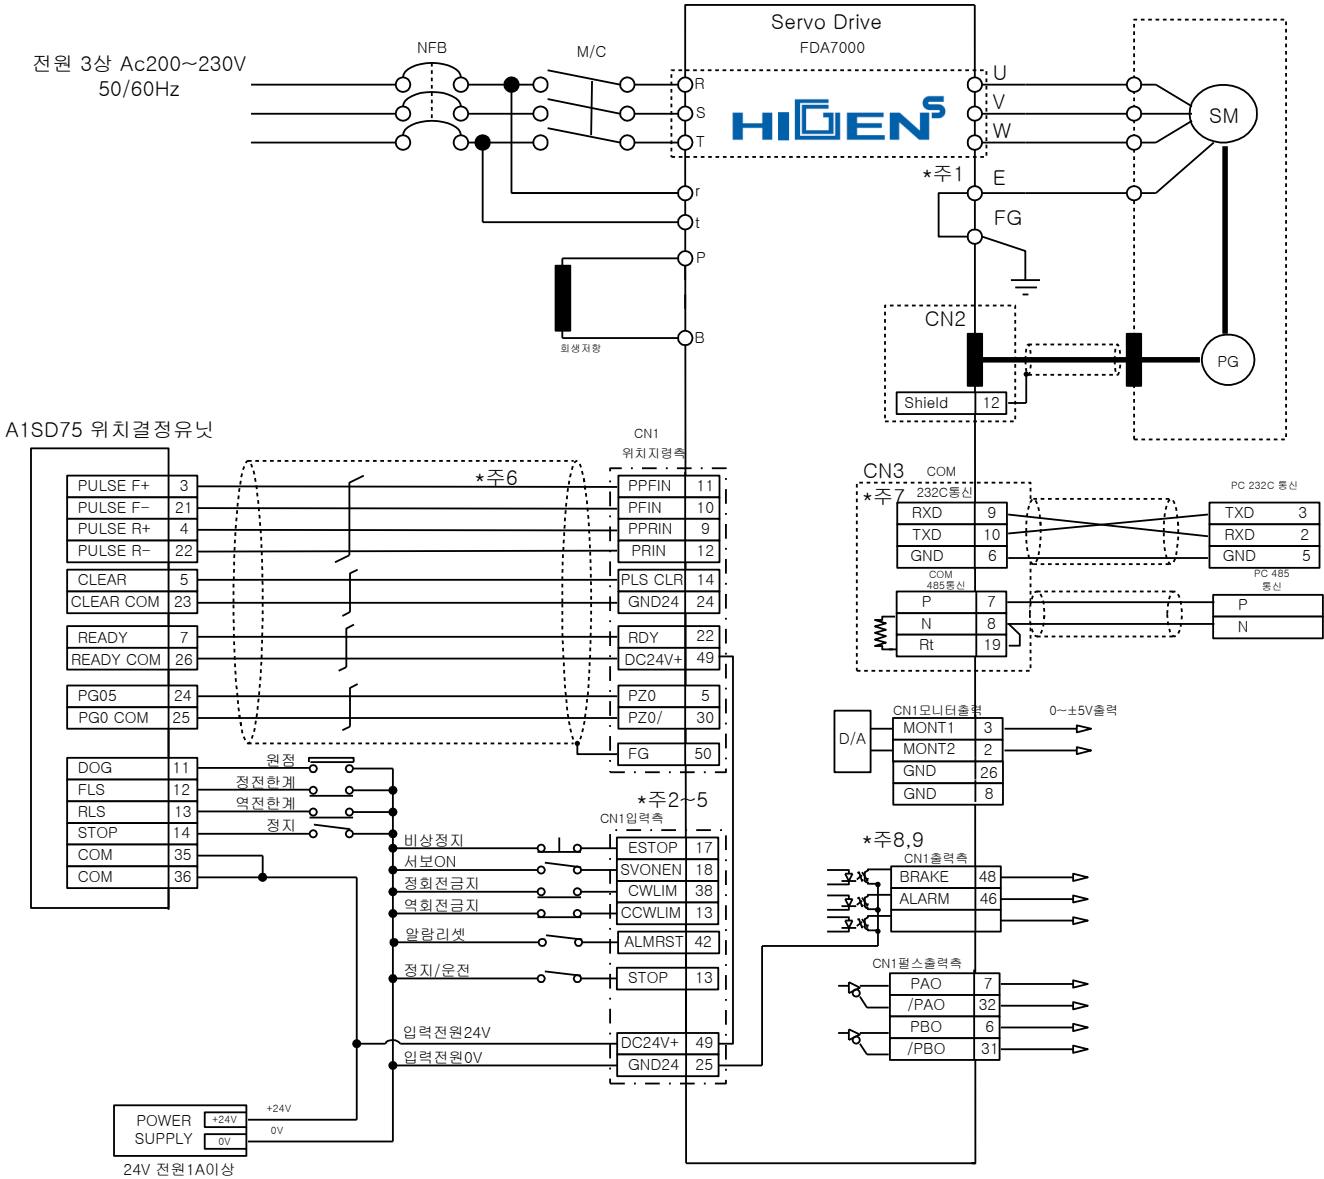 Servo Drive
FDA7000
HIGENS
전원 3상 Ac200~230V
50/60Hz
NFB
M/C
R
S
T
r
t
P
B
회생저항
U
V
W
*주1
E
FG
SM
PG
CN2
Shield 12
A1SD75 위치결정유닛
PULSE F+ 3
PULSE F- 21
PULSE R+ 4
PULSE R- 22
CLEAR 5
CLEAR COM 23
READY 7
READY COM 26
PG05 24
PG0 COM 25
DOG 11
FLS 12
RLS 13
STOP 14
COM 35
COM 36
원점
정전한계
역전한계
정지
*주6
CN1
위치지령측
PPFIN 11
PFIN 10
PPRIN 9
PRIN 12
PLS CLR 14
GND24 24
RDY 22
DC24V+ 49
PZ0 5
PZ0/ 30
FG 50
*주2~5
CN1입력측
비상정지
서보ON
정회전금지
역회전금지
알람리셋
정지/운전
입력전원24V
입력전원0V
ESTOP 17
SVONEN 18
CWLIM 38
CCWLIM 13
ALMRST 42
STOP 13
DC24V+ 49
GND24 25
POWER
SUPPLY
+24V
0V
+24V
0V
24V 전원1A이상
CN3
COM
*주7
232C통신
RXD 9
TXD 10
GND 6
PC 232C 통신
TXD 3
RXD 2
GND 5
COM
485통신
P 7
N 8
Rt 19
PC 485
통신
P
N
CN1모니터출력
0~±5V출력
D/A
MONT1 3
MONT2 2
GND 26
GND 8
*주8,9
CN1출력측
BRAKE 48
ALARM 46
CN1펄스출력측
PAO 7
/PAO 32
PBO 6
/PBO 31